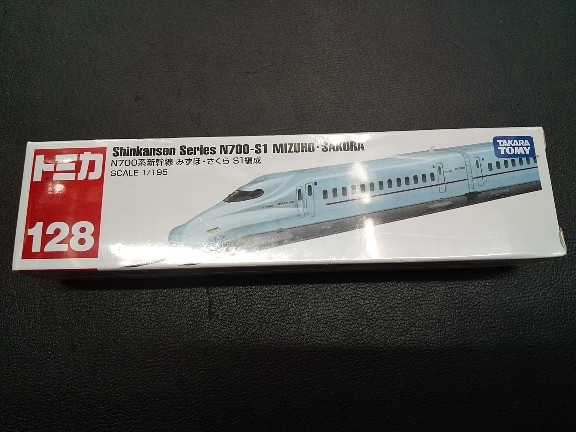 トミカ
128
Shinkansen Series N700-S1 MIZUHO・SAKURA
N700系新幹線 みずほ・さくら S1編成
SCALE 1/195
TAKARA
TOMY